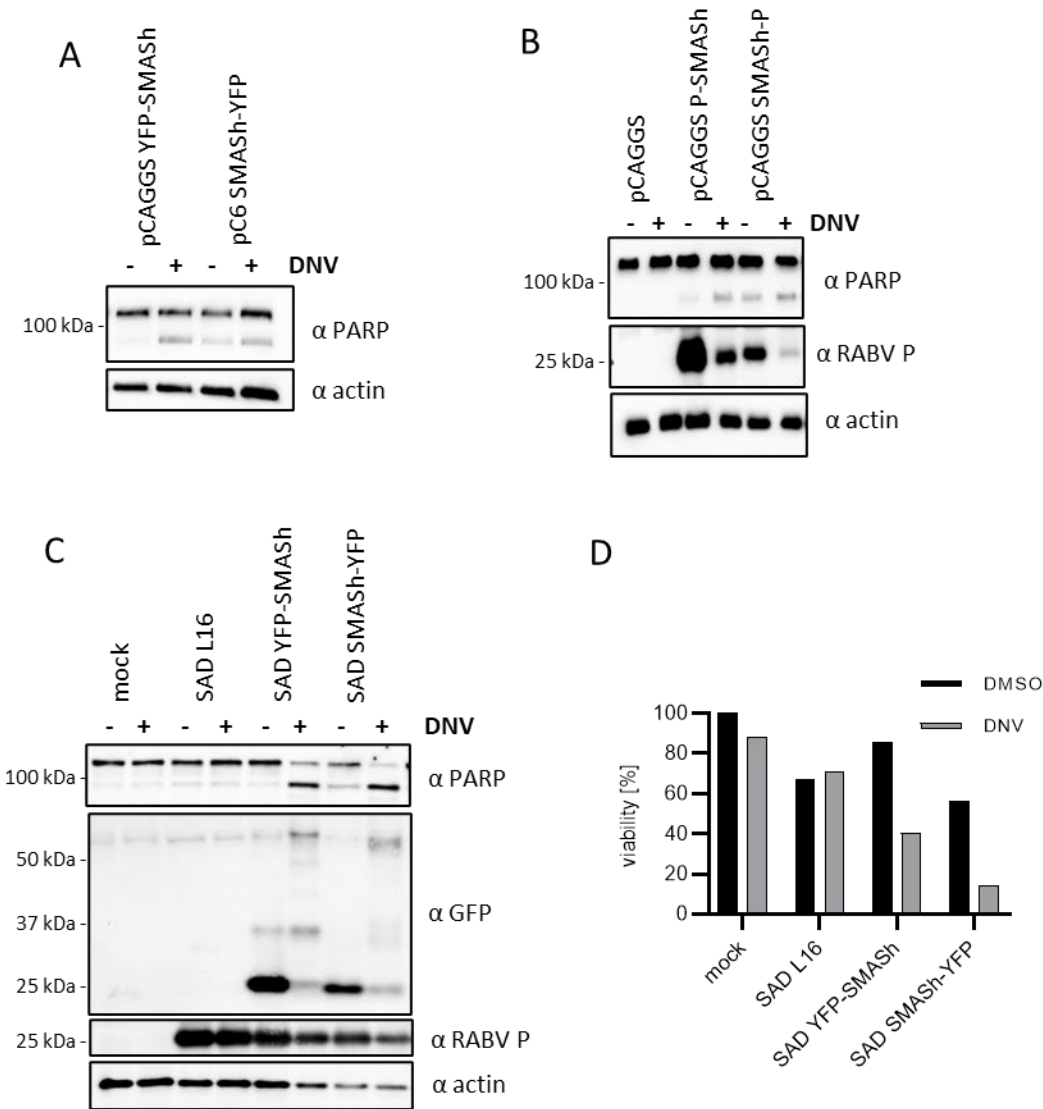 A
pCAGGS YFP-SMASh
pC6 SMASh-YFP
- + - + DNV
100 kDa - α PARP
α actin
B
pCAGGS
pCAGGS P-SMASh
pCAGGS SMASh-P
- + - + - + DNV
100 kDa - α PARP
25 kDa - α RABV P
α actin
C
mock
SAD L16
SAD YFP-SMASh
SAD SMASh-YFP
- + - + - + - + DNV
100 kDa - α PARP
50 kDa -
37 kDa - α GFP
25 kDa -
25 kDa - α RABV P
α actin
D
DMSO
DNV
viability [%]
100
80
60
40
20
0
mock
SAD L16
SAD YFP-SMASh
SAD SMASh-YFP